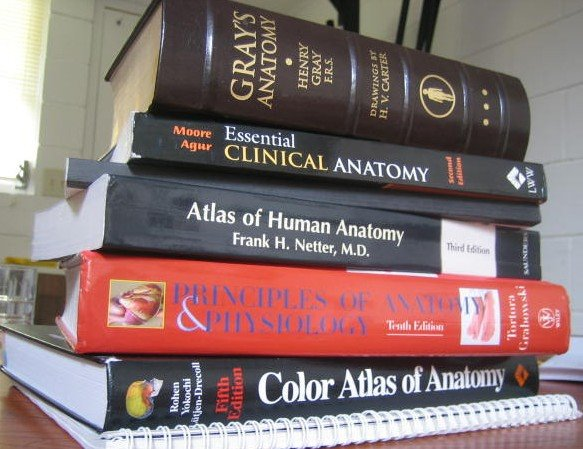 GRAY'S
ANATOMY
•
HENRY
GRAY
F.R.S.
DRAWINGS BY
H. V. CARTER
Moore
Agur
Essential
CLINICAL ANATOMY
Second
Edition
LWW
Atlas of Human Anatomy
Frank H. Netter, M.D.
Third Edition
SAUNDERS
PRINCIPLES OF ANATOMY
& PHYSIOLOGY
Tenth Edition
Tortora
Grabowski
WILEY
Rohen
Yokochi
Lütjen-Drecoll
Fifth
Edition
Color Atlas of Anatomy